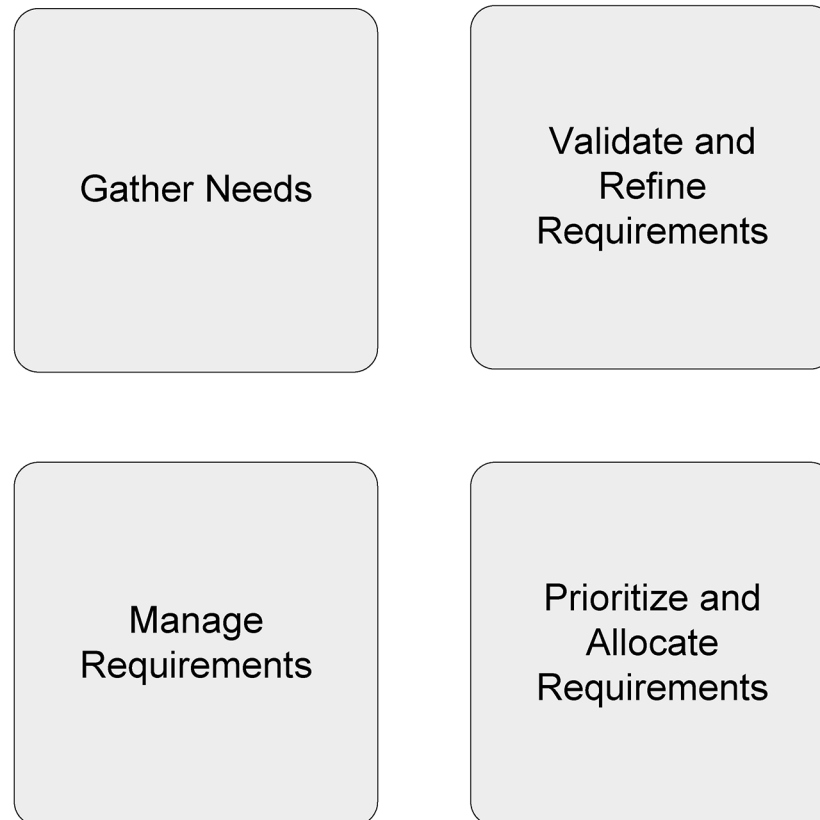 Gather Needs
Validate and
Refine
Requirements
Manage
Requirements
Prioritize and
Allocate
Requirements